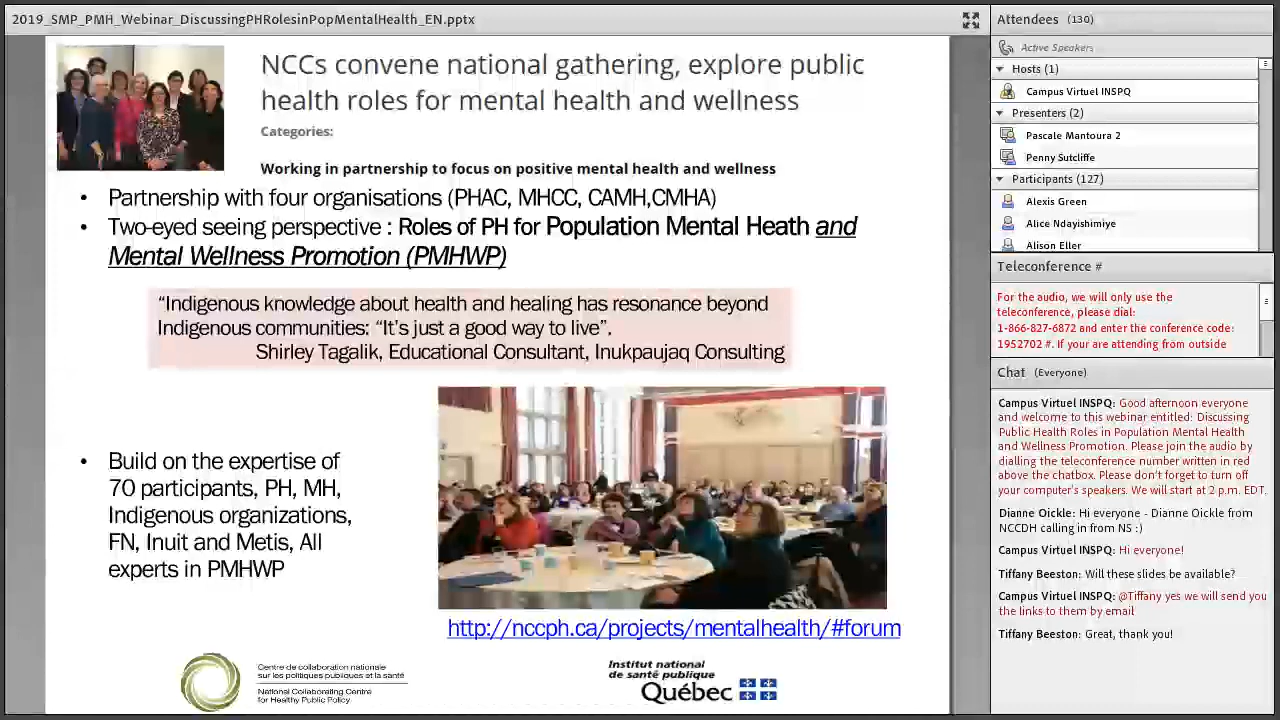 2019_SMP_PMH_Webinar_DiscussingPHRolesinPopMentalHealth_EN.pptx
NCCs convene national gathering, explore public
health roles for mental health and wellness
Categories:
Working in partnership to focus on positive mental health and wellness
• Partnership with four organisations (PHAC, MHCC, CAMH,CMHA)
• Two-eyed seeing perspective : Roles of PH for Population Mental Heath and
Mental Wellness Promotion (PMHWP)
“Indigenous knowledge about health and healing has resonance beyond
Indigenous communities: “It’s just a good way to live”.
Shirley Tagalik, Educational Consultant, Inukpaujaq Consulting
• Build on the expertise of
70 participants, PH, MH,
Indigenous organizations,
FN, Inuit and Metis, All
experts in PMHWP
http://nccph.ca/projects/mentalhealth/#forum
Centre de collaboration nationale
sur les politiques publiques et la santé
National Collaborating Centre
for Healthy Public Policy
Institut national
de santé publique
Québec
Attendees (130)
Active Speakers
Hosts (1)
Campus Virtuel INSPQ
Presenters (2)
Pascale Mantoura 2
Penny Sutcliffe
Participants (127)
Alexis Green
Alice Ndayishimiye
Alison Eller
Teleconference #
For the audio, we will only use the
teleconference, please dial:
1-866-827-6872 and enter the conference code:
1952702 #. If your are attending from outside
Chat (Everyone)
Campus Virtuel INSPQ: Good afternoon everyone
and welcome to this webinar entitled: Discussing
Public Health Roles in Population Mental Health
and Wellness Promotion. Please join the audio by
dialling the teleconference number written in red
above the chatbox. Please don't forget to turn off
your computer's speakers. We will start at 2 p.m. EDT.
Dianne Oickle: Hi everyone - Dianne Oickle from
NCCDH calling in from NS :)
Campus Virtuel INSPQ: Hi everyone!
Tiffany Beeston: Will these slides be available?
Campus Virtuel INSPQ: @Tiffany yes we will send you
the links to them by email
Tiffany Beeston: Great, thank you!